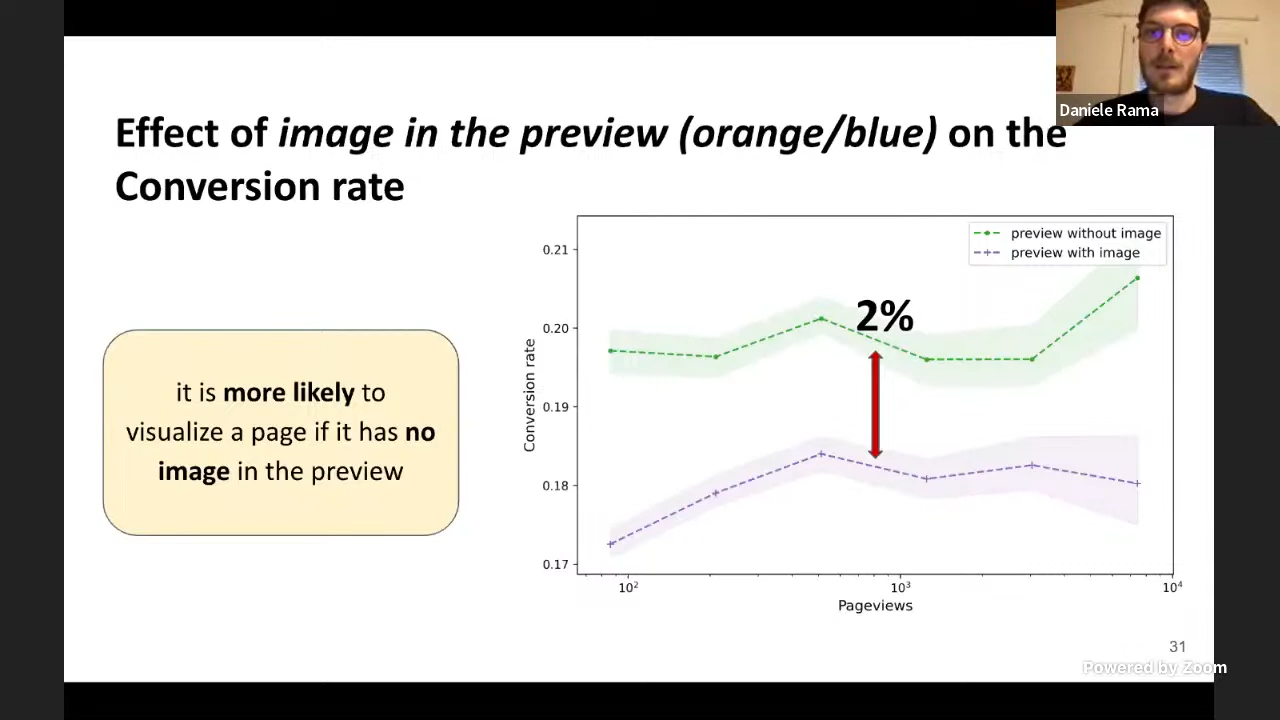 Daniele Rama
Effect of image in the preview (orange/blue) on the
Conversion rate
it is more likely to
visualize a page if it has no
image in the preview
preview without image
preview with image
2%
0.21
0.20
0.19
0.18
0.17
Conversion rate
10²
10³
10⁴
Pageviews
31
Powered by Zoom